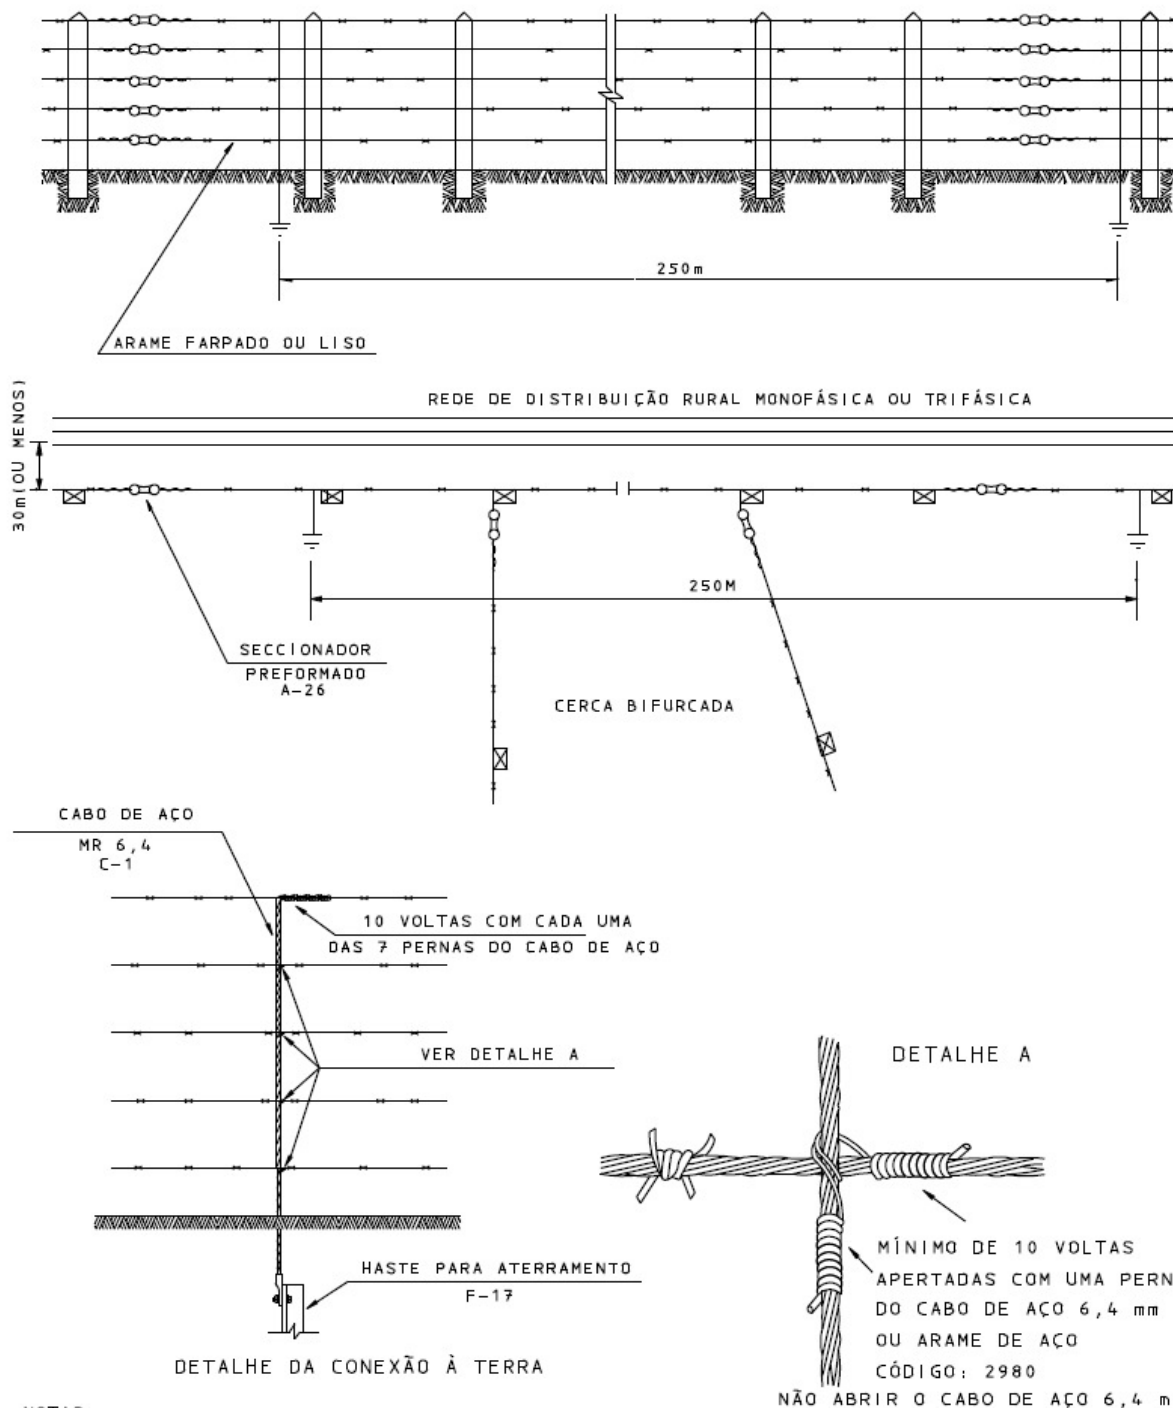 250m
ARAME FARPADO OU LISO
REDE DE DISTRIBUIÇÃO RURAL MONOFÁSICA OU TRIFÁSICA
30m(OU MENOS)
250M
SECCIONADOR
PREFORMADO
A-26
CERCA BIFURCADA
CABO DE AÇO
MR 6,4
C-1
10 VOLTAS COM CADA UMA
DAS 7 PERNAS DO CABO DE AÇO
VER DETALHE A
HASTE PARA ATERRAMENTO
F-17
DETALHE DA CONEXÃO À TERRA
DETALHE A
MÍNIMO DE 10 VOLTAS
APERTADAS COM UMA PERN
DO CABO DE AÇO 6,4 mm
OU ARAME DE AÇO
CÓDIGO: 2980
NÃO ABRIR O CABO DE AÇO 6,4 m